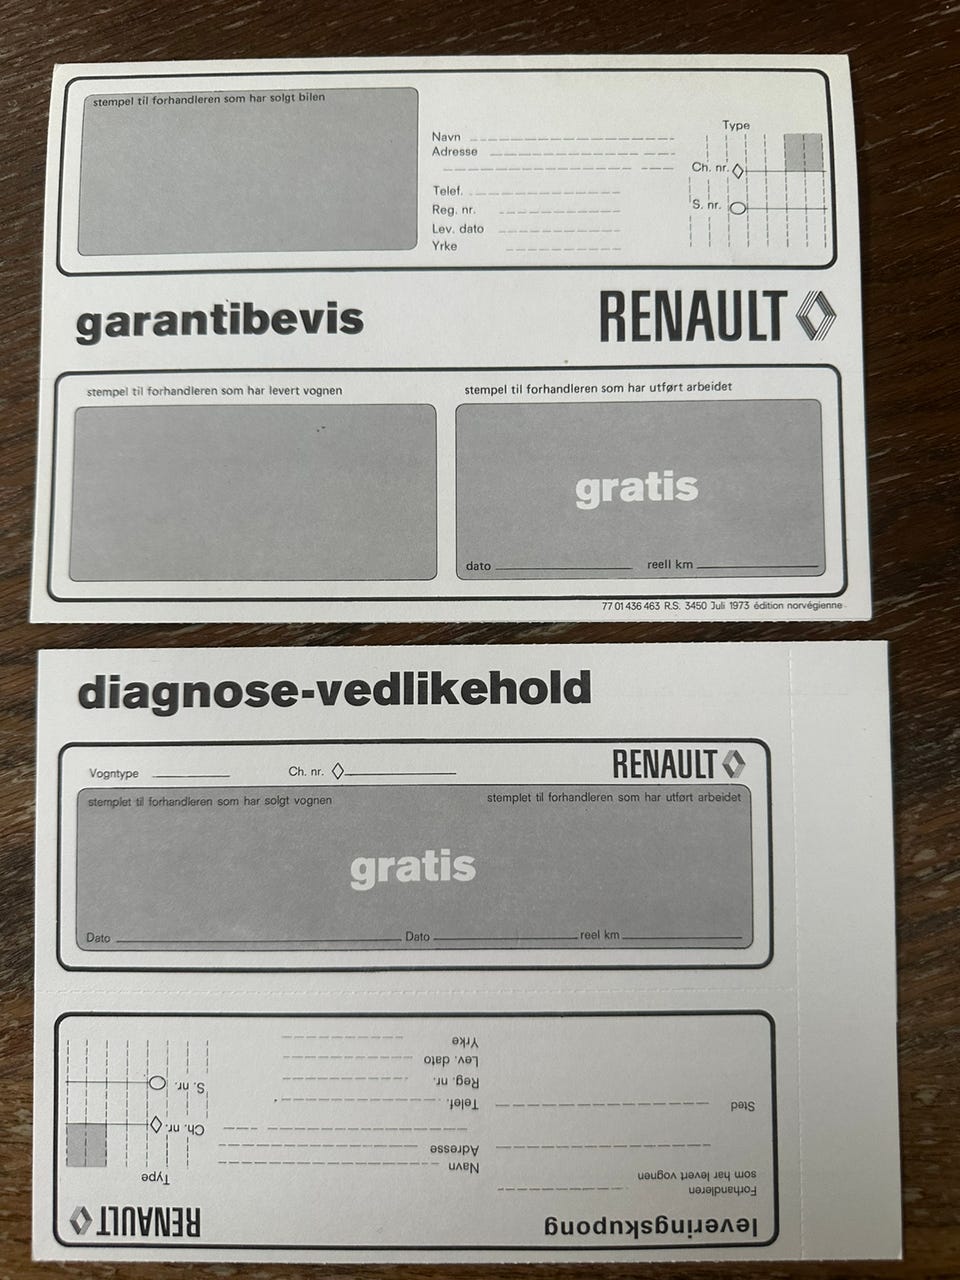 stempel til forhandleren som har solgt bilen
Type
Navn
Adresse
Ch. nr.
Telef.
S. nr.
Reg. nr.
Lev. dato
Yrke
garantibevis
RENAULT
stempel til forhandleren som har levert vognen
stempel til forhandleren som har utført arbeidet
gratis
dato
reell km
77 01 436 463 R.S. 3450 Juli 1973 édition norvégienne
diagnose-vedlikehold
RENAULT
Vogntype
Ch. nr.
stemplet til forhandleren som har solgt vognen
stemplet til forhandleren som har utført arbeidet
gratis
Dato
Dato
reel km
leveringskupong
RENAULT
Forhandleren
som har levert vognen
Sted
Navn
Adresse
Telef.
Reg. nr.
Lev. dato
Yrke
Type
Ch. nr.
S. nr.